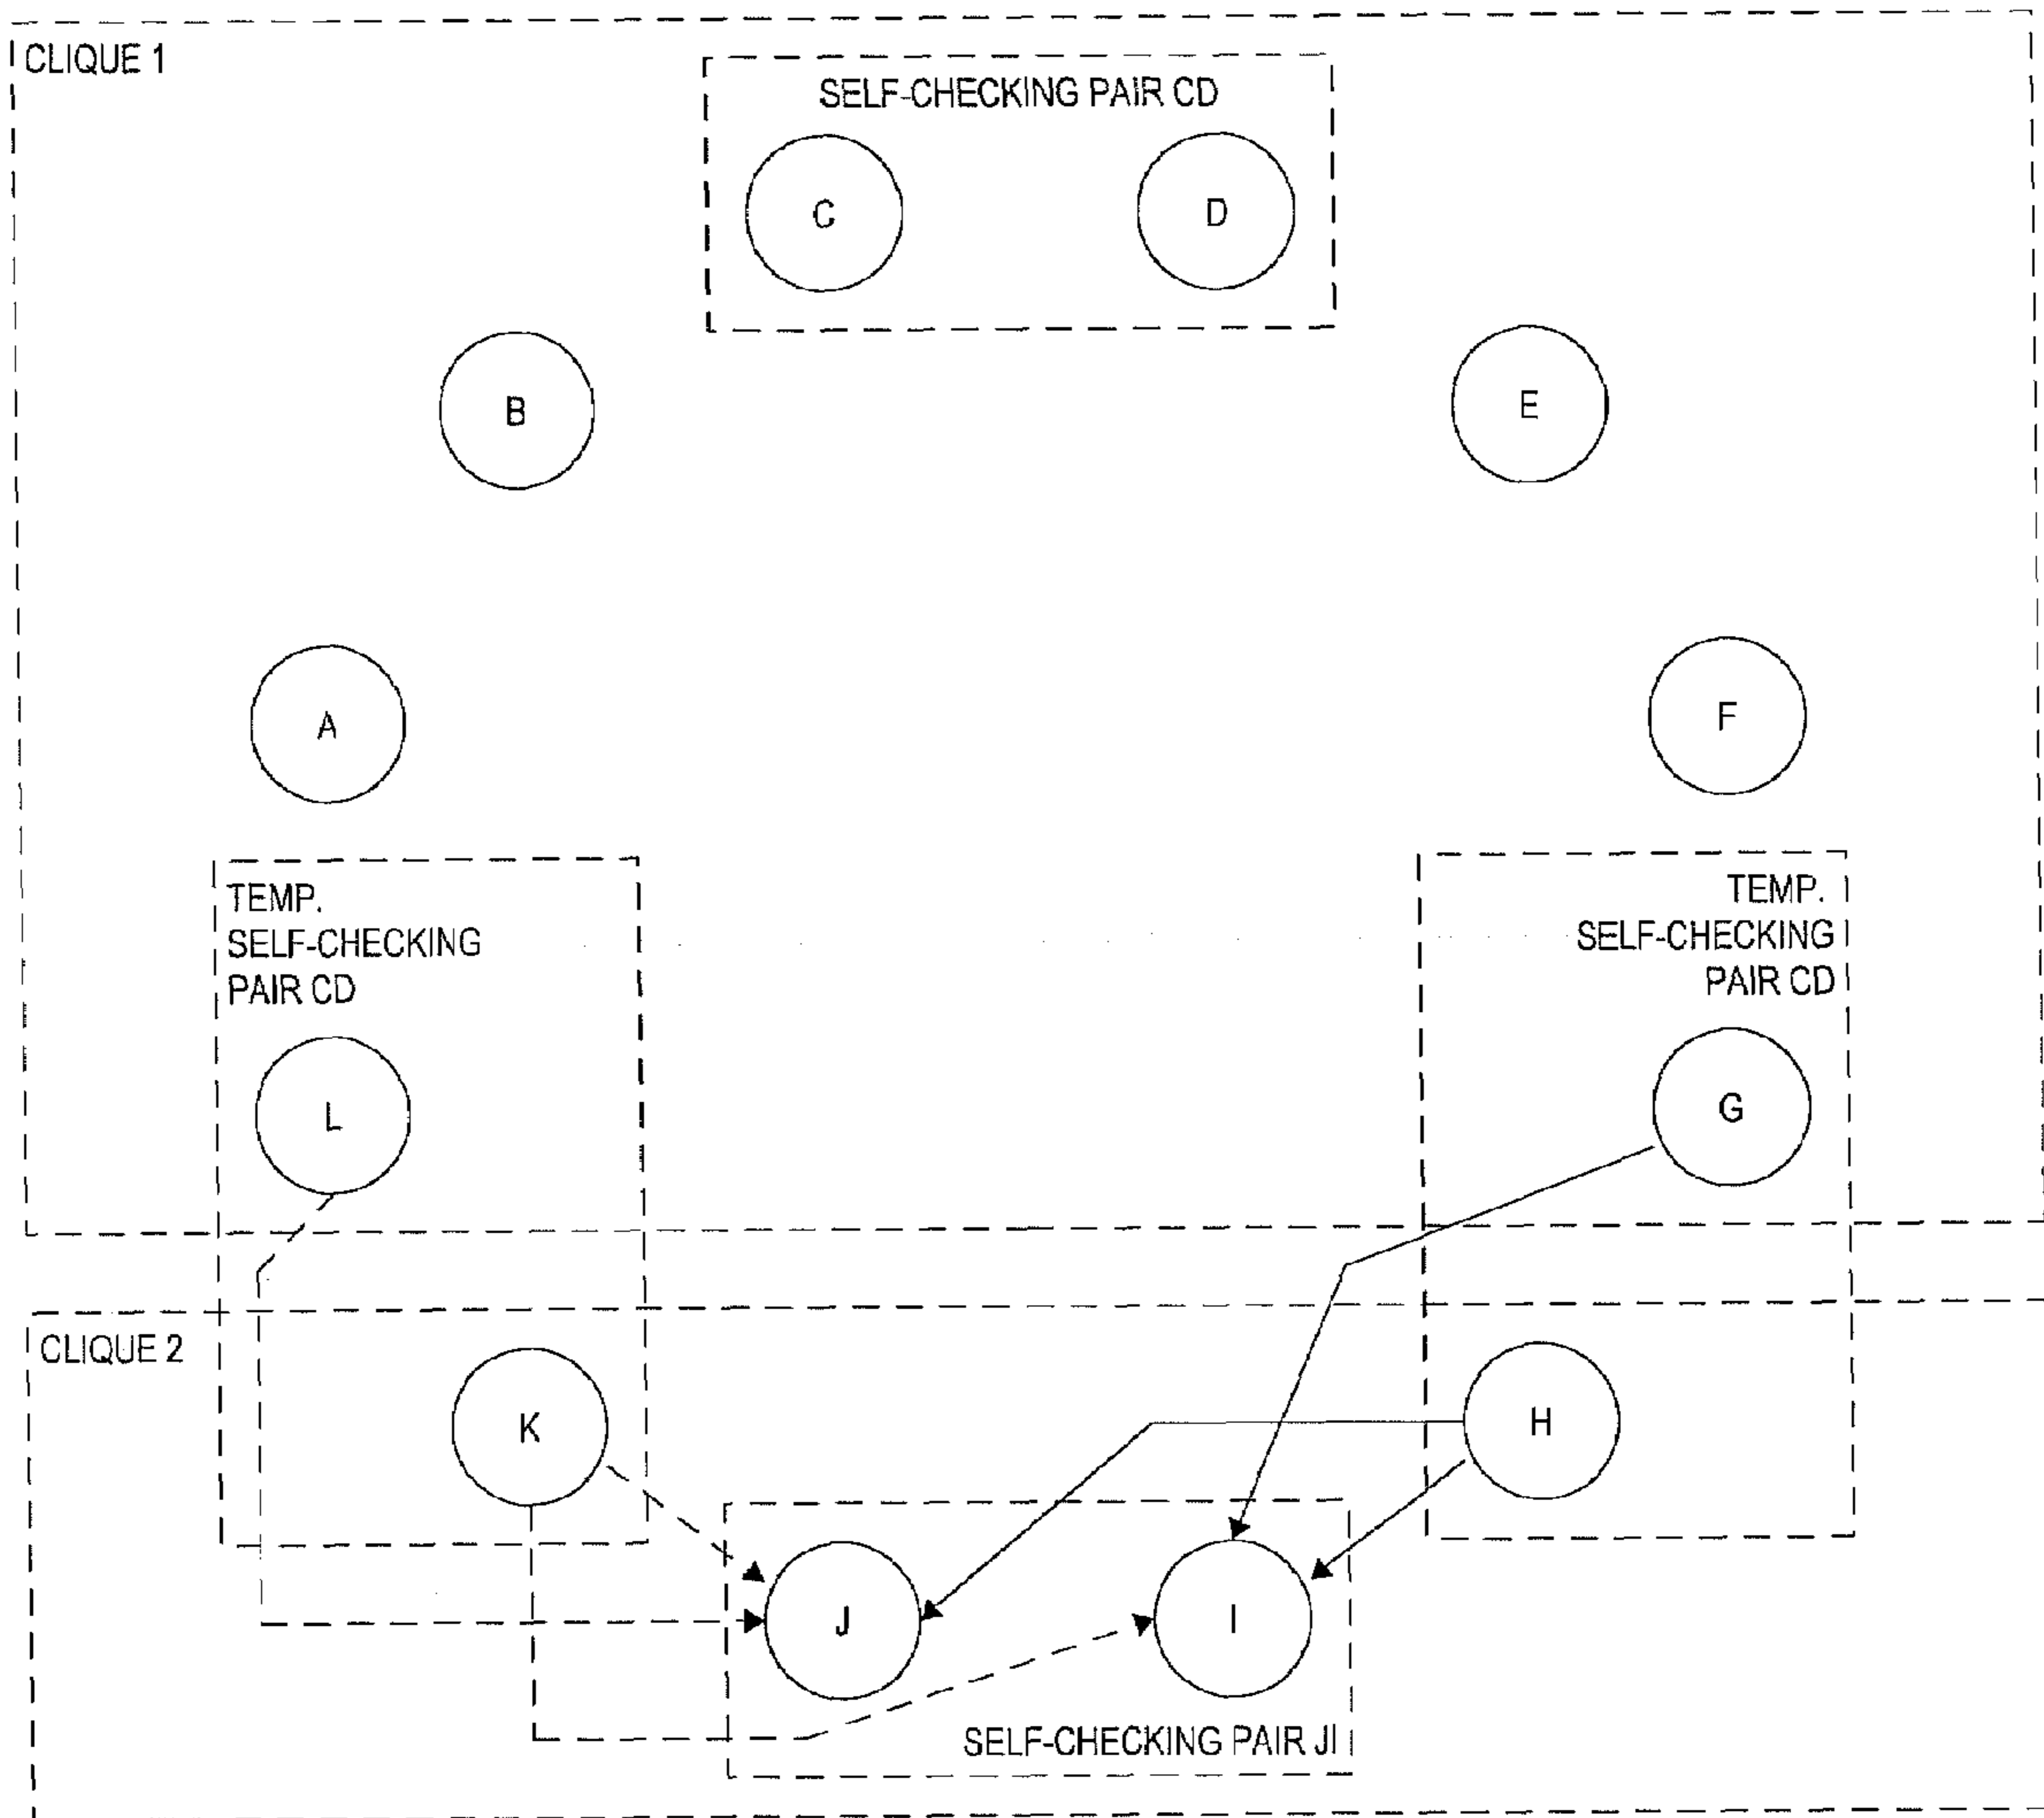 CLIQUE 1
SELF-CHECKING PAIR CD
C
D
B
E
A
F
TEMP.
SELF-CHECKING
PAIR CD
TEMP.
SELF-CHECKING
PAIR CD
L
G
CLIQUE 2
K
H
J
I
SELF-CHECKING PAIR JI